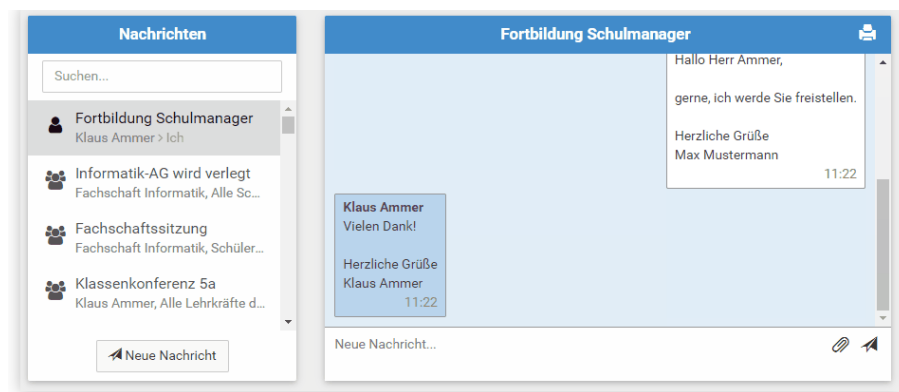 Nachrichten
Suchen...
Fortbildung Schulmanager
Klaus Ammer > Ich
Informatik-AG wird verlegt
Fachschaft Informatik, Alle Sc...
Fachschaftssitzung
Fachschaft Informatik, Schüler...
Klassenkonferenz 5a
Klaus Ammer, Alle Lehrkräfte d...
Neue Nachricht
Fortbildung Schulmanager
Hallo Herr Ammer,
gerne, ich werde Sie freistellen.
Herzliche Grüße
Max Mustermann
11:22
Klaus Ammer
Vielen Dank!
Herzliche Grüße
Klaus Ammer
11:22
Neue Nachricht...